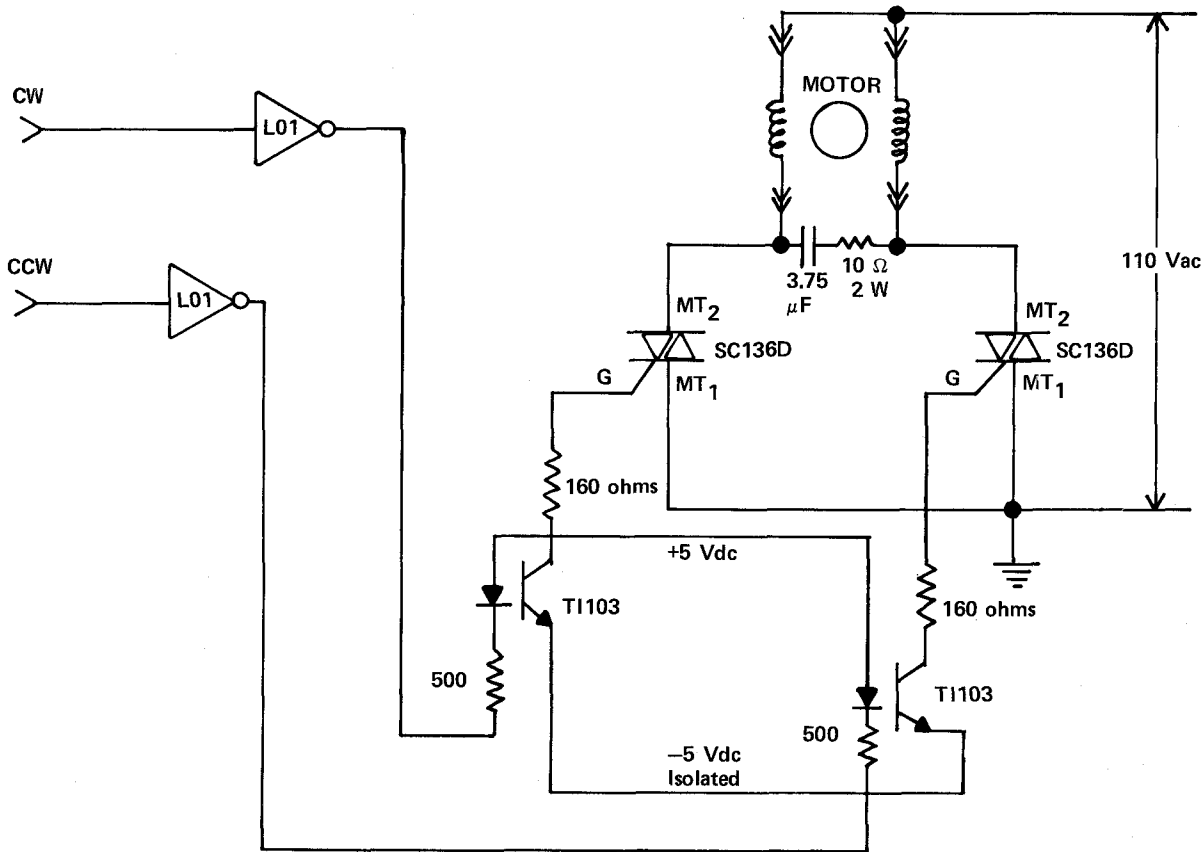 CW
L01
CCW
L01
MOTOR
110 Vac
3.75
μF
10 Ω
2 W
MT2
SC136D
G
MT1
MT2
SC136D
G
MT1
160 ohms
+5 Vdc
TI103
160 ohms
500
TI103
500
−5 Vdc
Isolated